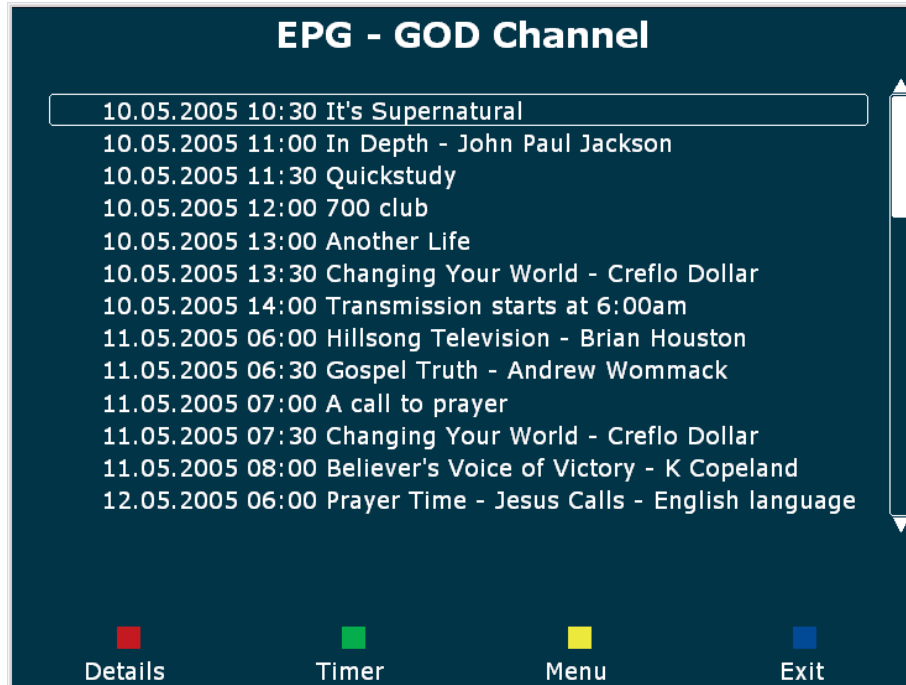 EPG - GOD Channel
10.05.2005 10:30 It's Supernatural
10.05.2005 11:00 In Depth - John Paul Jackson
10.05.2005 11:30 Quickstudy
10.05.2005 12:00 700 club
10.05.2005 13:00 Another Life
10.05.2005 13:30 Changing Your World - Creflo Dollar
10.05.2005 14:00 Transmission starts at 6:00am
11.05.2005 06:00 Hillsong Television - Brian Houston
11.05.2005 06:30 Gospel Truth - Andrew Wommack
11.05.2005 07:00 A call to prayer
11.05.2005 07:30 Changing Your World - Creflo Dollar
11.05.2005 08:00 Believer's Voice of Victory - K Copeland
12.05.2005 06:00 Prayer Time - Jesus Calls - English language
Details Timer Menu Exit